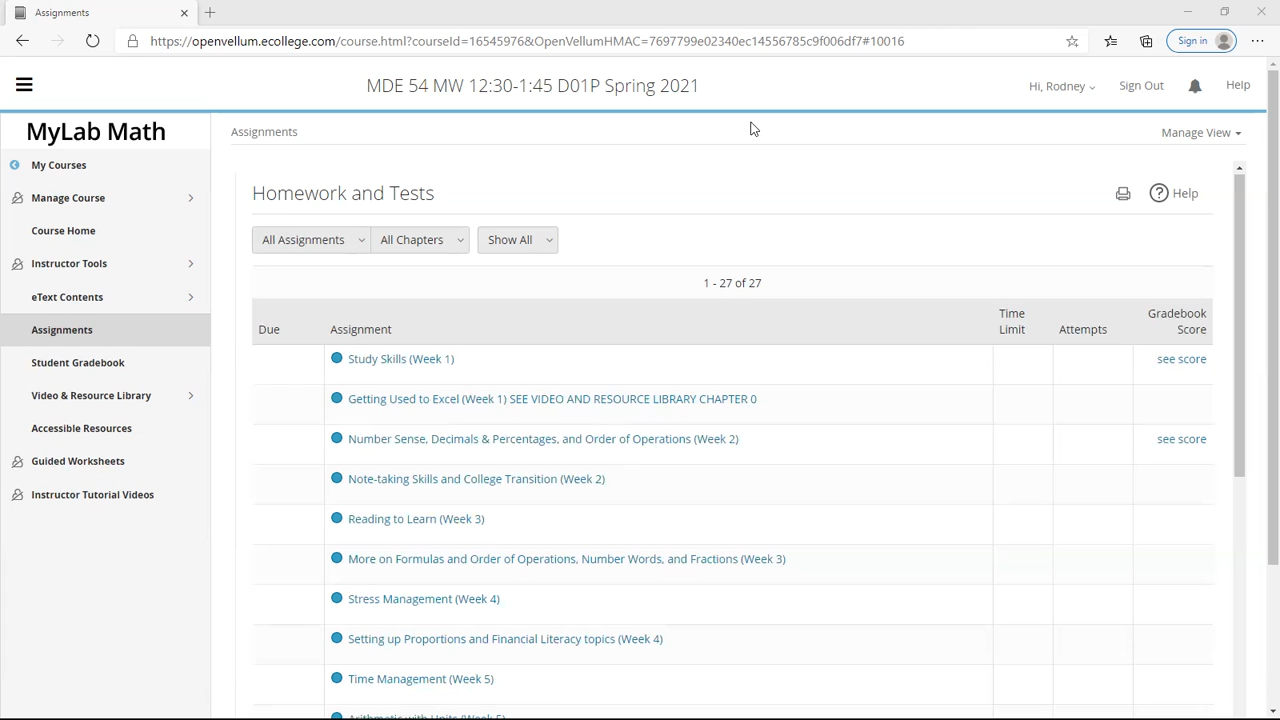 Assignments
https://openvellum.ecollege.com/course.html?courseId=16545976&OpenVellumHMAC=7697799e02340ec14556785c9f006df7#10016
Sign in
MDE 54 MW 12:30-1:45 D01P Spring 2021
Hi, Rodney
Sign Out
Help
MyLab Math
My Courses
Manage Course
Course Home
Instructor Tools
eText Contents
Assignments
Student Gradebook
Video & Resource Library
Accessible Resources
Guided Worksheets
Instructor Tutorial Videos
Assignments
Manage View
Homework and Tests
Help
All Assignments
All Chapters
Show All
1 - 27 of 27
Due
Assignment
Time Limit
Attempts
Gradebook Score
Study Skills (Week 1)
see score
Getting Used to Excel (Week 1) SEE VIDEO AND RESOURCE LIBRARY CHAPTER 0
Number Sense, Decimals & Percentages, and Order of Operations (Week 2)
see score
Note-taking Skills and College Transition (Week 2)
Reading to Learn (Week 3)
More on Formulas and Order of Operations, Number Words, and Fractions (Week 3)
Stress Management (Week 4)
Setting up Proportions and Financial Literacy topics (Week 4)
Time Management (Week 5)
Arithmetic with Units (Week 5)